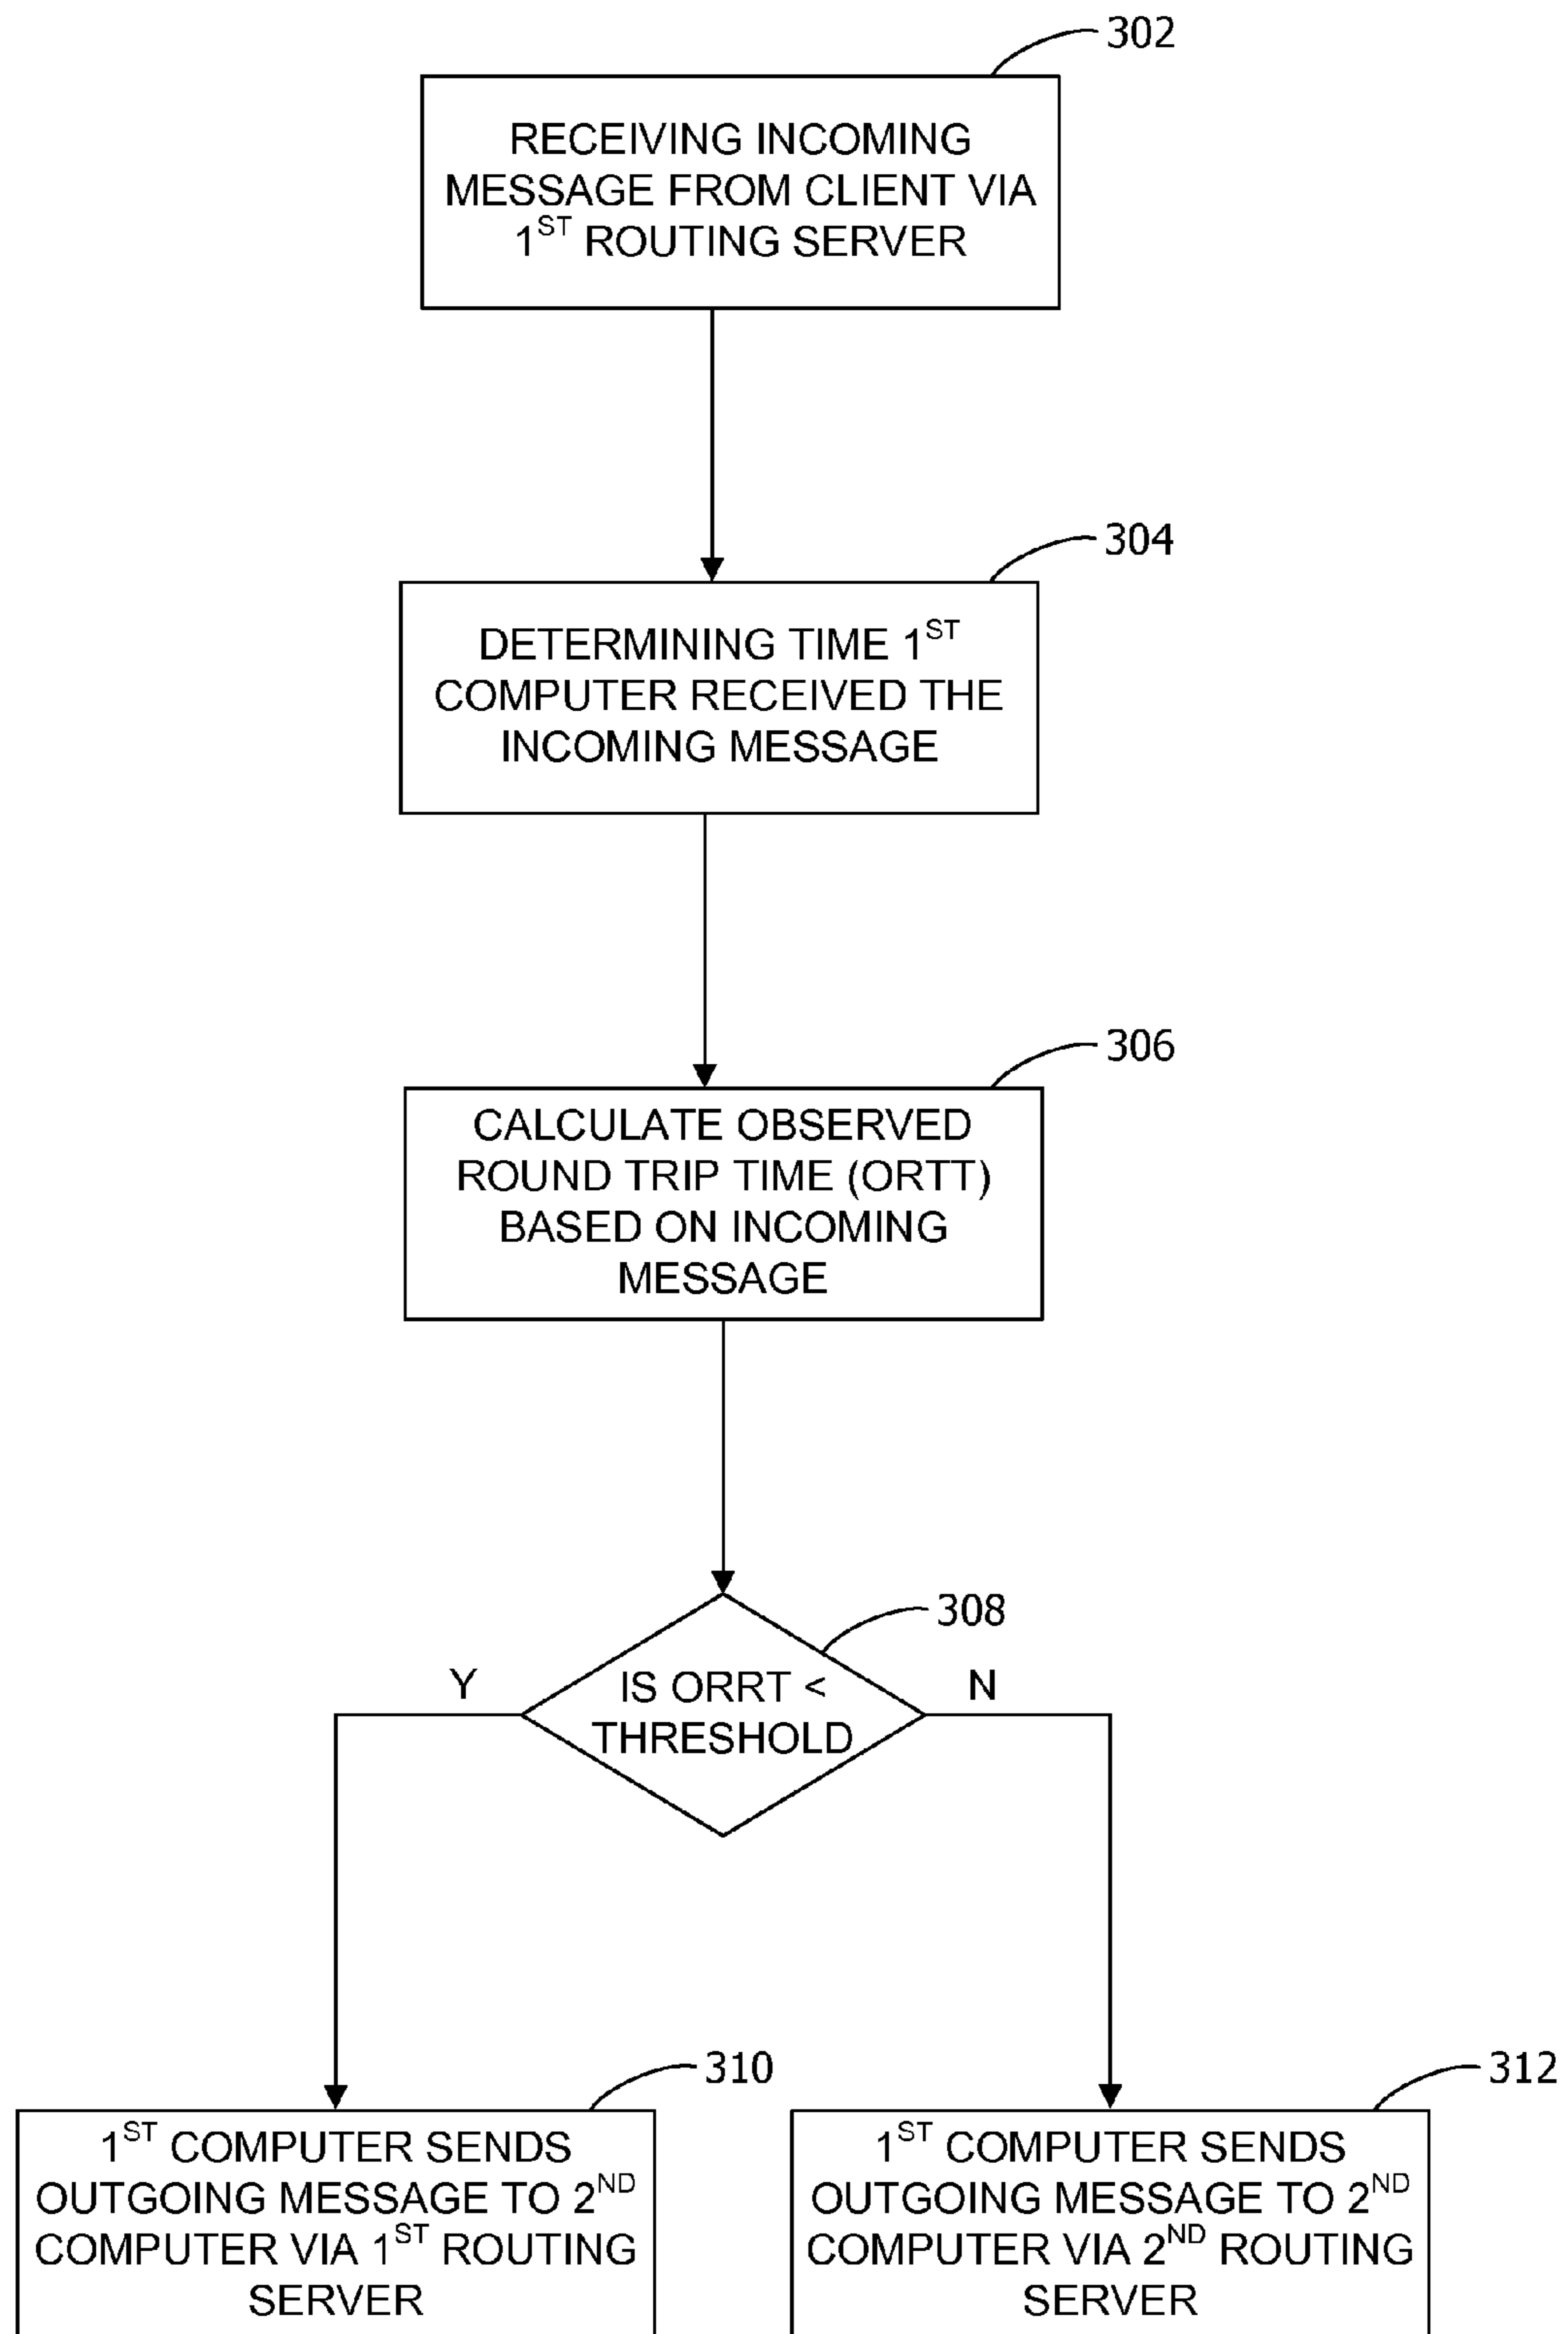 302
RECEIVING INCOMING
MESSAGE FROM CLIENT VIA
1ST ROUTING SERVER
304
DETERMINING TIME 1ST
COMPUTER RECEIVED THE
INCOMING MESSAGE
306
CALCULATE OBSERVED
ROUND TRIP TIME (ORTT)
BASED ON INCOMING
MESSAGE
308
Y
IS ORRT <
THRESHOLD
N
310
1ST COMPUTER SENDS
OUTGOING MESSAGE TO 2ND
COMPUTER VIA 1ST ROUTING
SERVER
312
1ST COMPUTER SENDS
OUTGOING MESSAGE TO 2ND
COMPUTER VIA 2ND ROUTING
SERVER